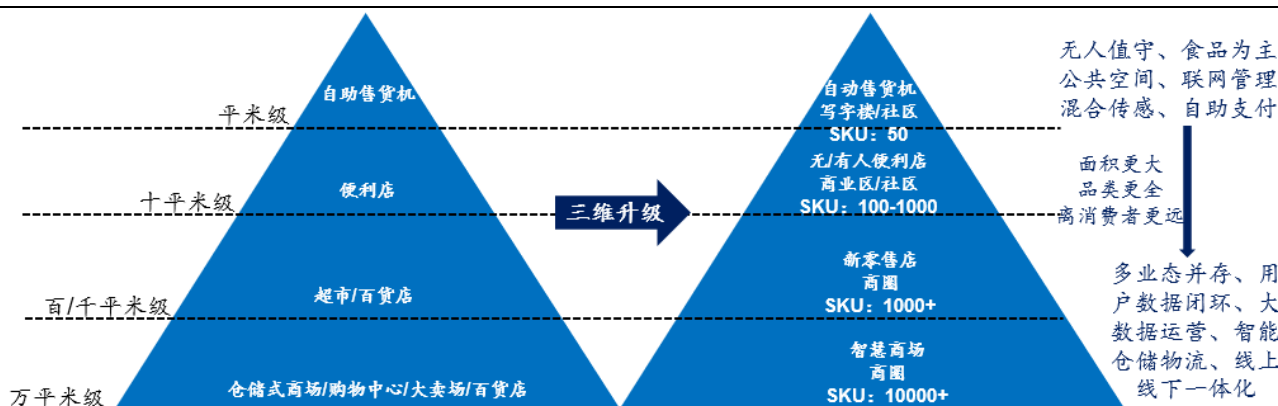 平米级
十平米级
百/千平米级
万平米级
自助售货机
便利店
超市/百货店
仓储式商场/购物中心/大卖场/百货店
三维升级
自动售货机
写字楼/社区
SKU：50
无/有人便利店
商业区/社区
SKU：100-1000
新零售店
商圈
SKU：1000+
智慧商场
商圈
SKU：10000+
无人值守、食品为主
公共空间、联网管理
混合传感、自助支付
面积更大
品类更全
离消费者更远
多业态并存、用
户数据闭环、大
数据运营、智能
仓储物流、线上
线下一体化